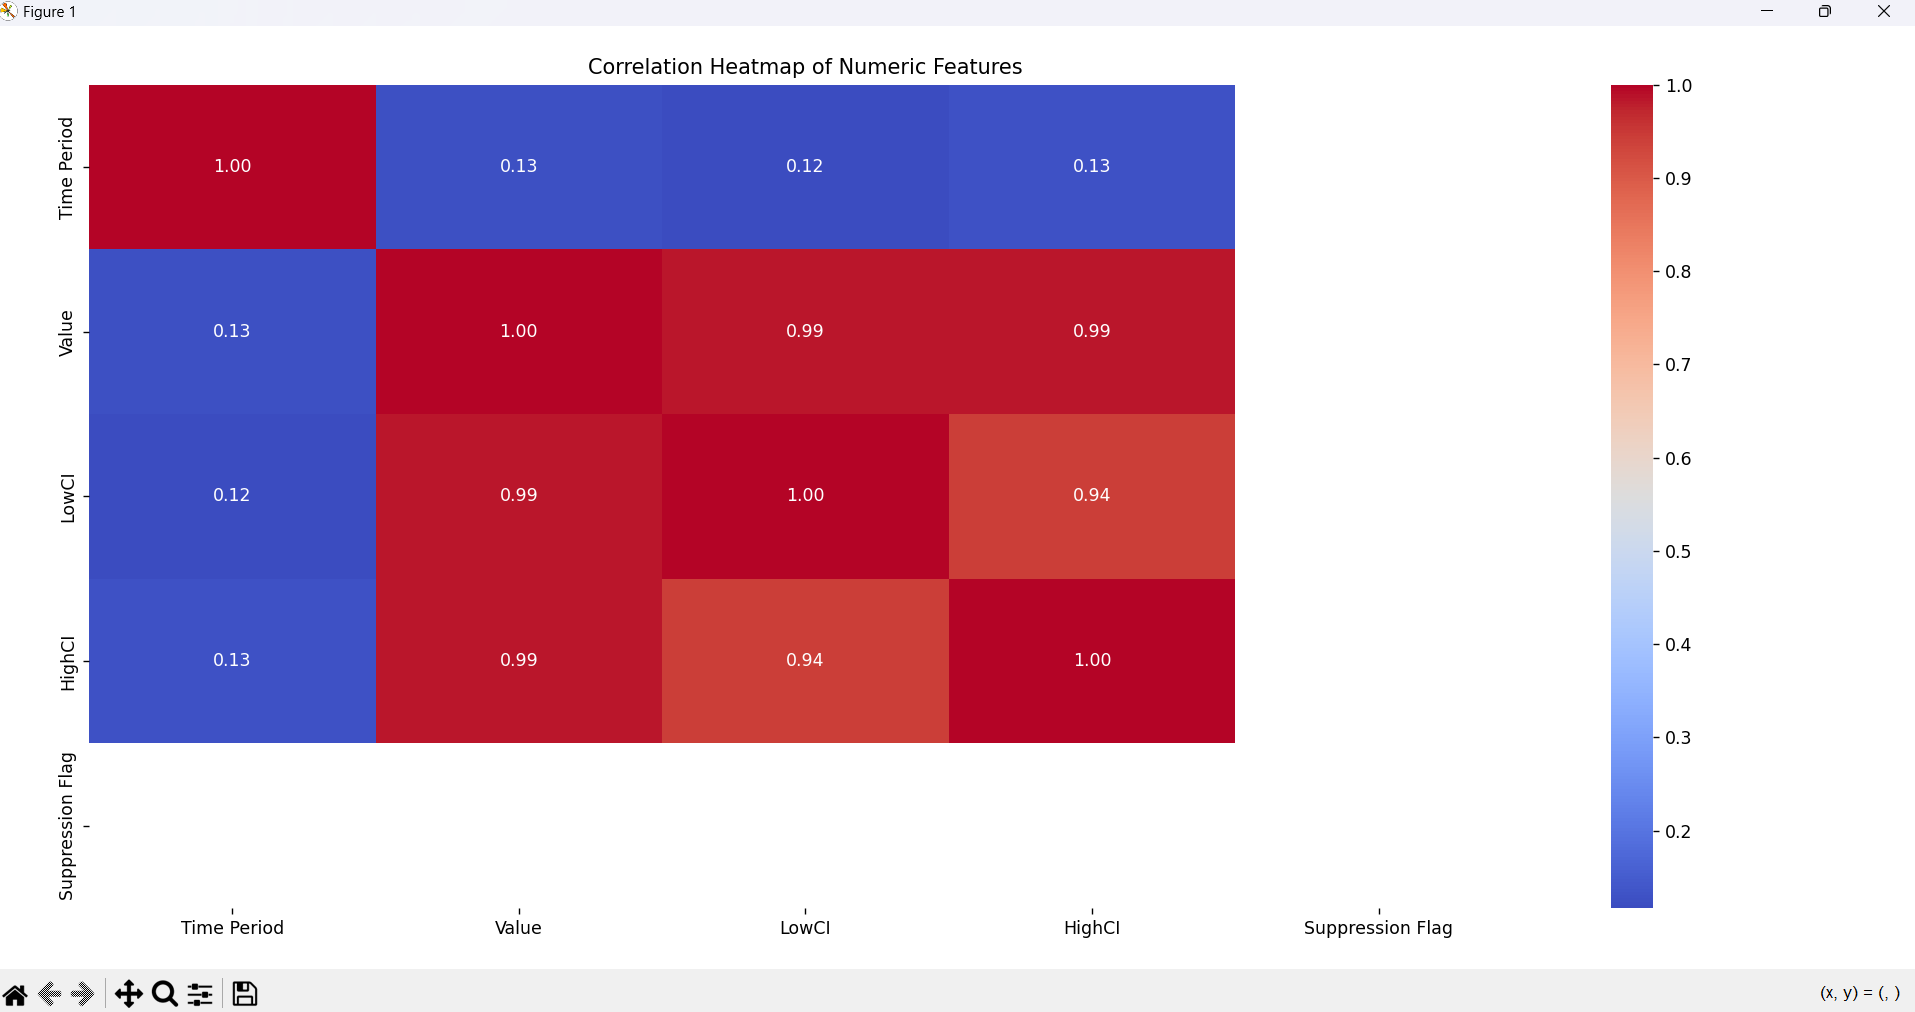 Figure 1
Correlation Heatmap of Numeric Features
Time Period
1.00
0.13
0.12
0.13
Value
0.13
1.00
0.99
0.99
LowCI
0.12
0.99
1.00
0.94
HighCI
0.13
0.99
0.94
1.00
Suppression Flag
Time Period
Value
LowCI
HighCI
Suppression Flag
1.0
0.9
0.8
0.7
0.6
0.5
0.4
0.3
0.2
(x, y) = (, )